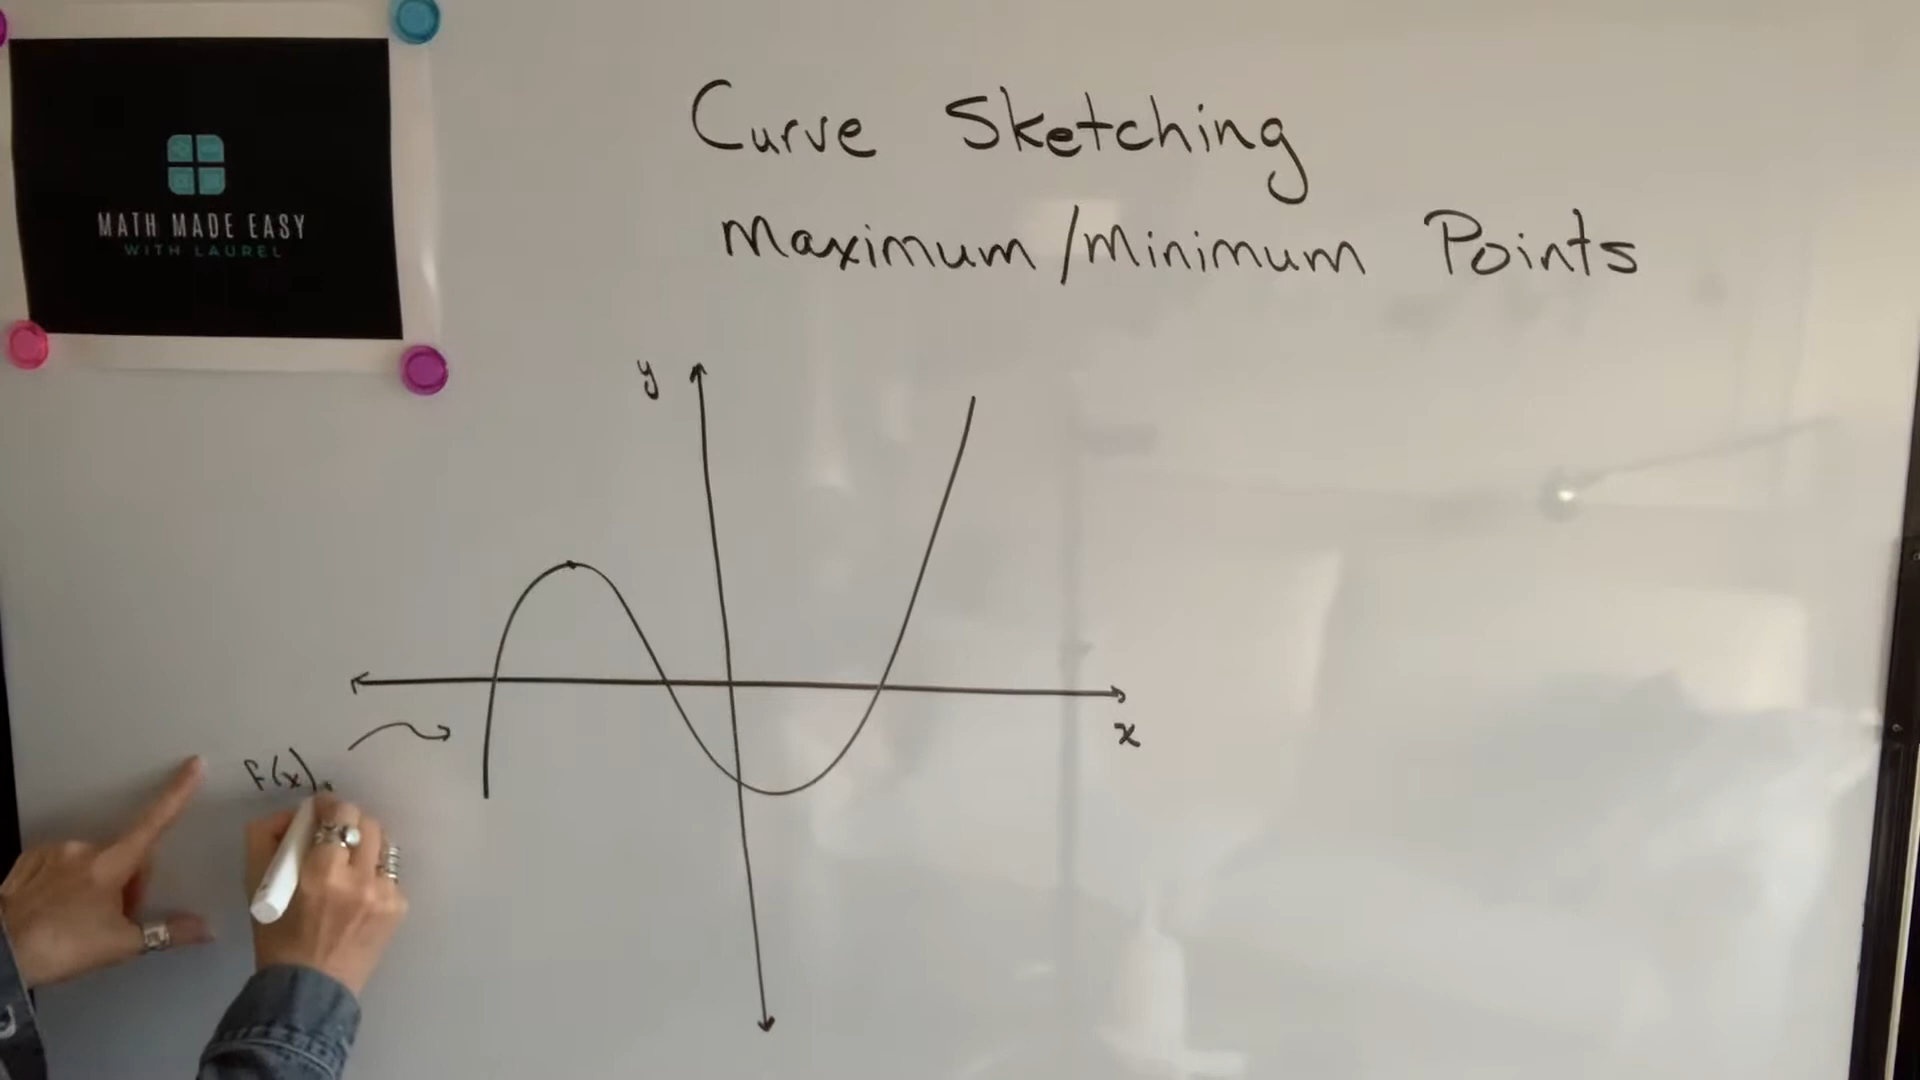 MATH MADE EASY
WITH LAUREL
Curve Sketching
Maximum/Minimum Points
y
x
f(x)